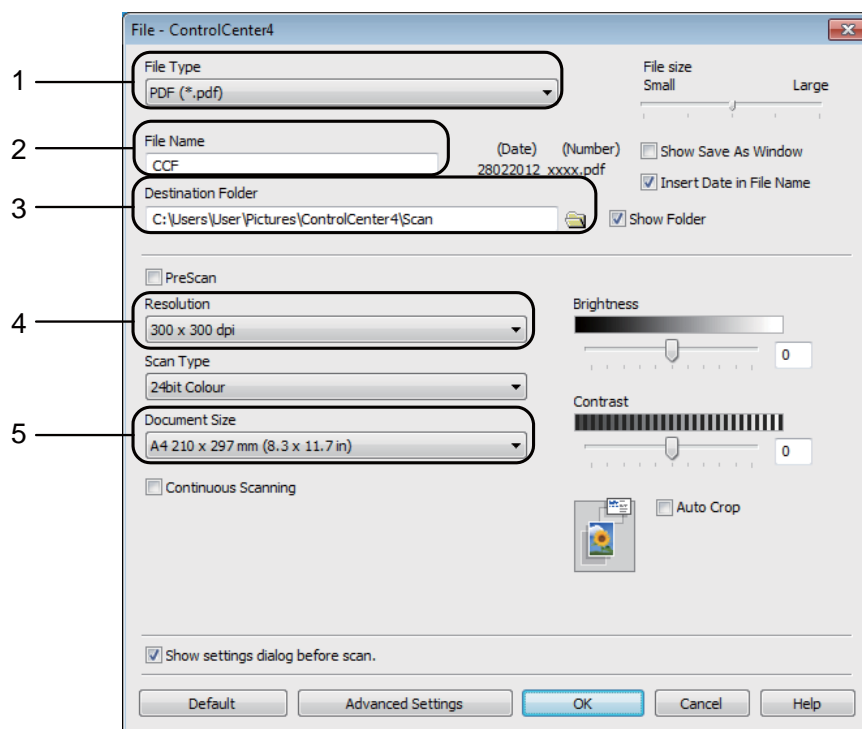 File - ControlCenter4
1
File Type
PDF (*.pdf)
File size
Small Large
2
File Name
CCF
(Date) (Number)
28022012 xxxx.pdf
Show Save As Window
Insert Date in File Name
3
Destination Folder
C:\Users\User\Pictures\ControlCenter4\Scan
Show Folder
PreScan
4
Resolution
300 x 300 dpi
Scan Type
24bit Colour
5
Document Size
A4 210 x 297 mm (8.3 x 11.7 in)
Continuous Scanning
Brightness
0
Contrast
0
Auto Crop
Show settings dialog before scan.
Default Advanced Settings OK Cancel Help